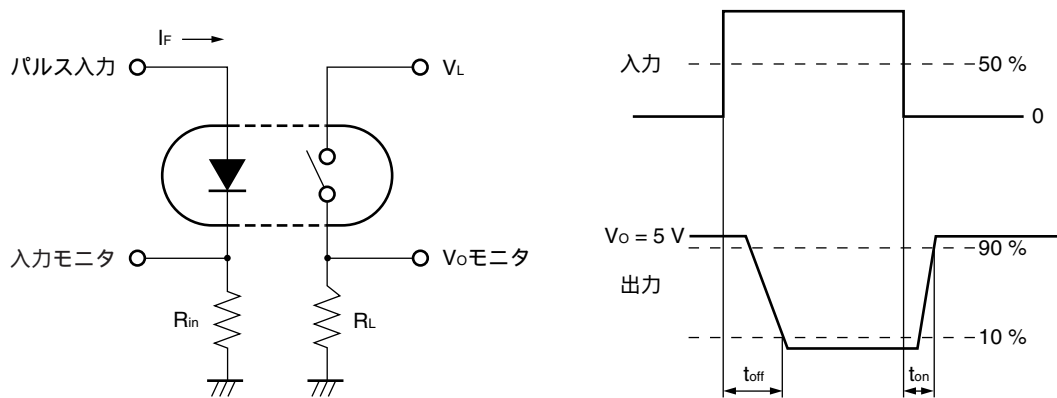 IF
パルス入力
VL
入力モニタ
VOモニタ
Rin
RL
入力
50 %
0
VO = 5 V
90 %
出力
10 %
toff
ton